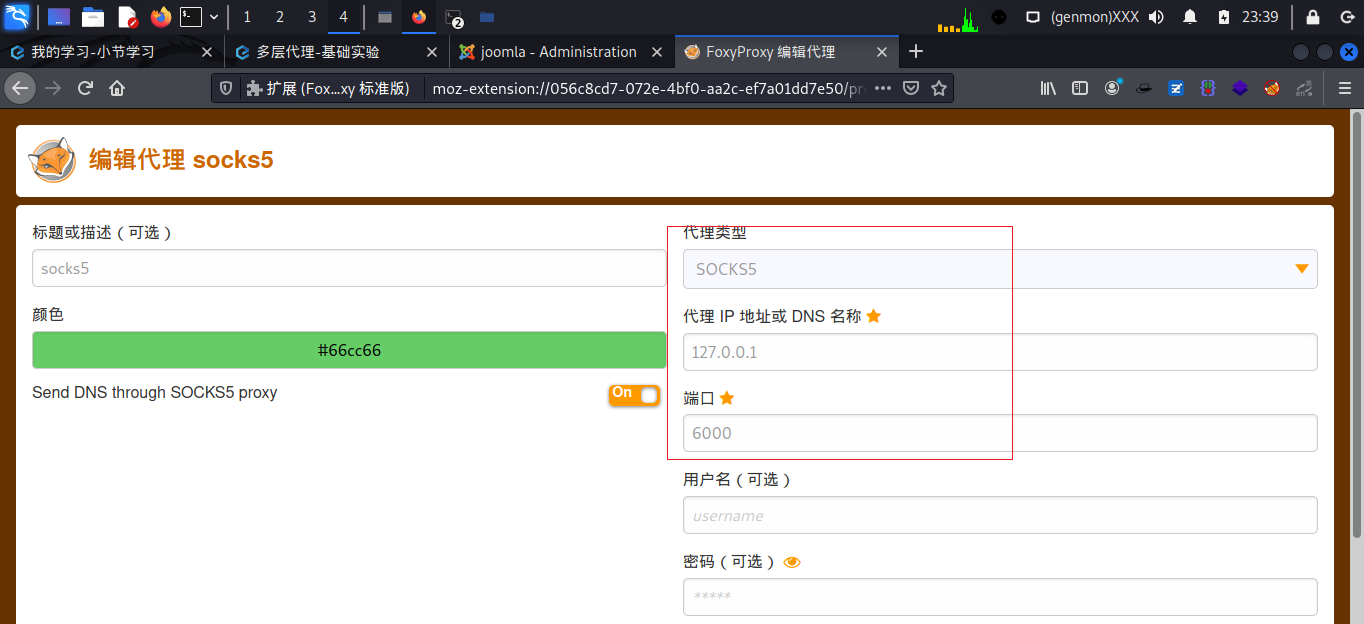 1 2 3 4 2 (genmon)XXX 23:39
我的学习-小节学习 多层代理-基础实验 joomla - Administration FoxyProxy 编辑代理
扩展 (Fox...xy 标准版) moz-extension://056c8cd7-072e-4bf0-aa2c-ef7a01dd7e50/pr
编辑代理 socks5
标题或描述（可选）
socks5
颜色
#66cc66
Send DNS through SOCKS5 proxy
On
代理类型
SOCKS5
代理 IP 地址或 DNS 名称
127.0.0.1
端口
6000
用户名（可选）
username
密码（可选）
*****